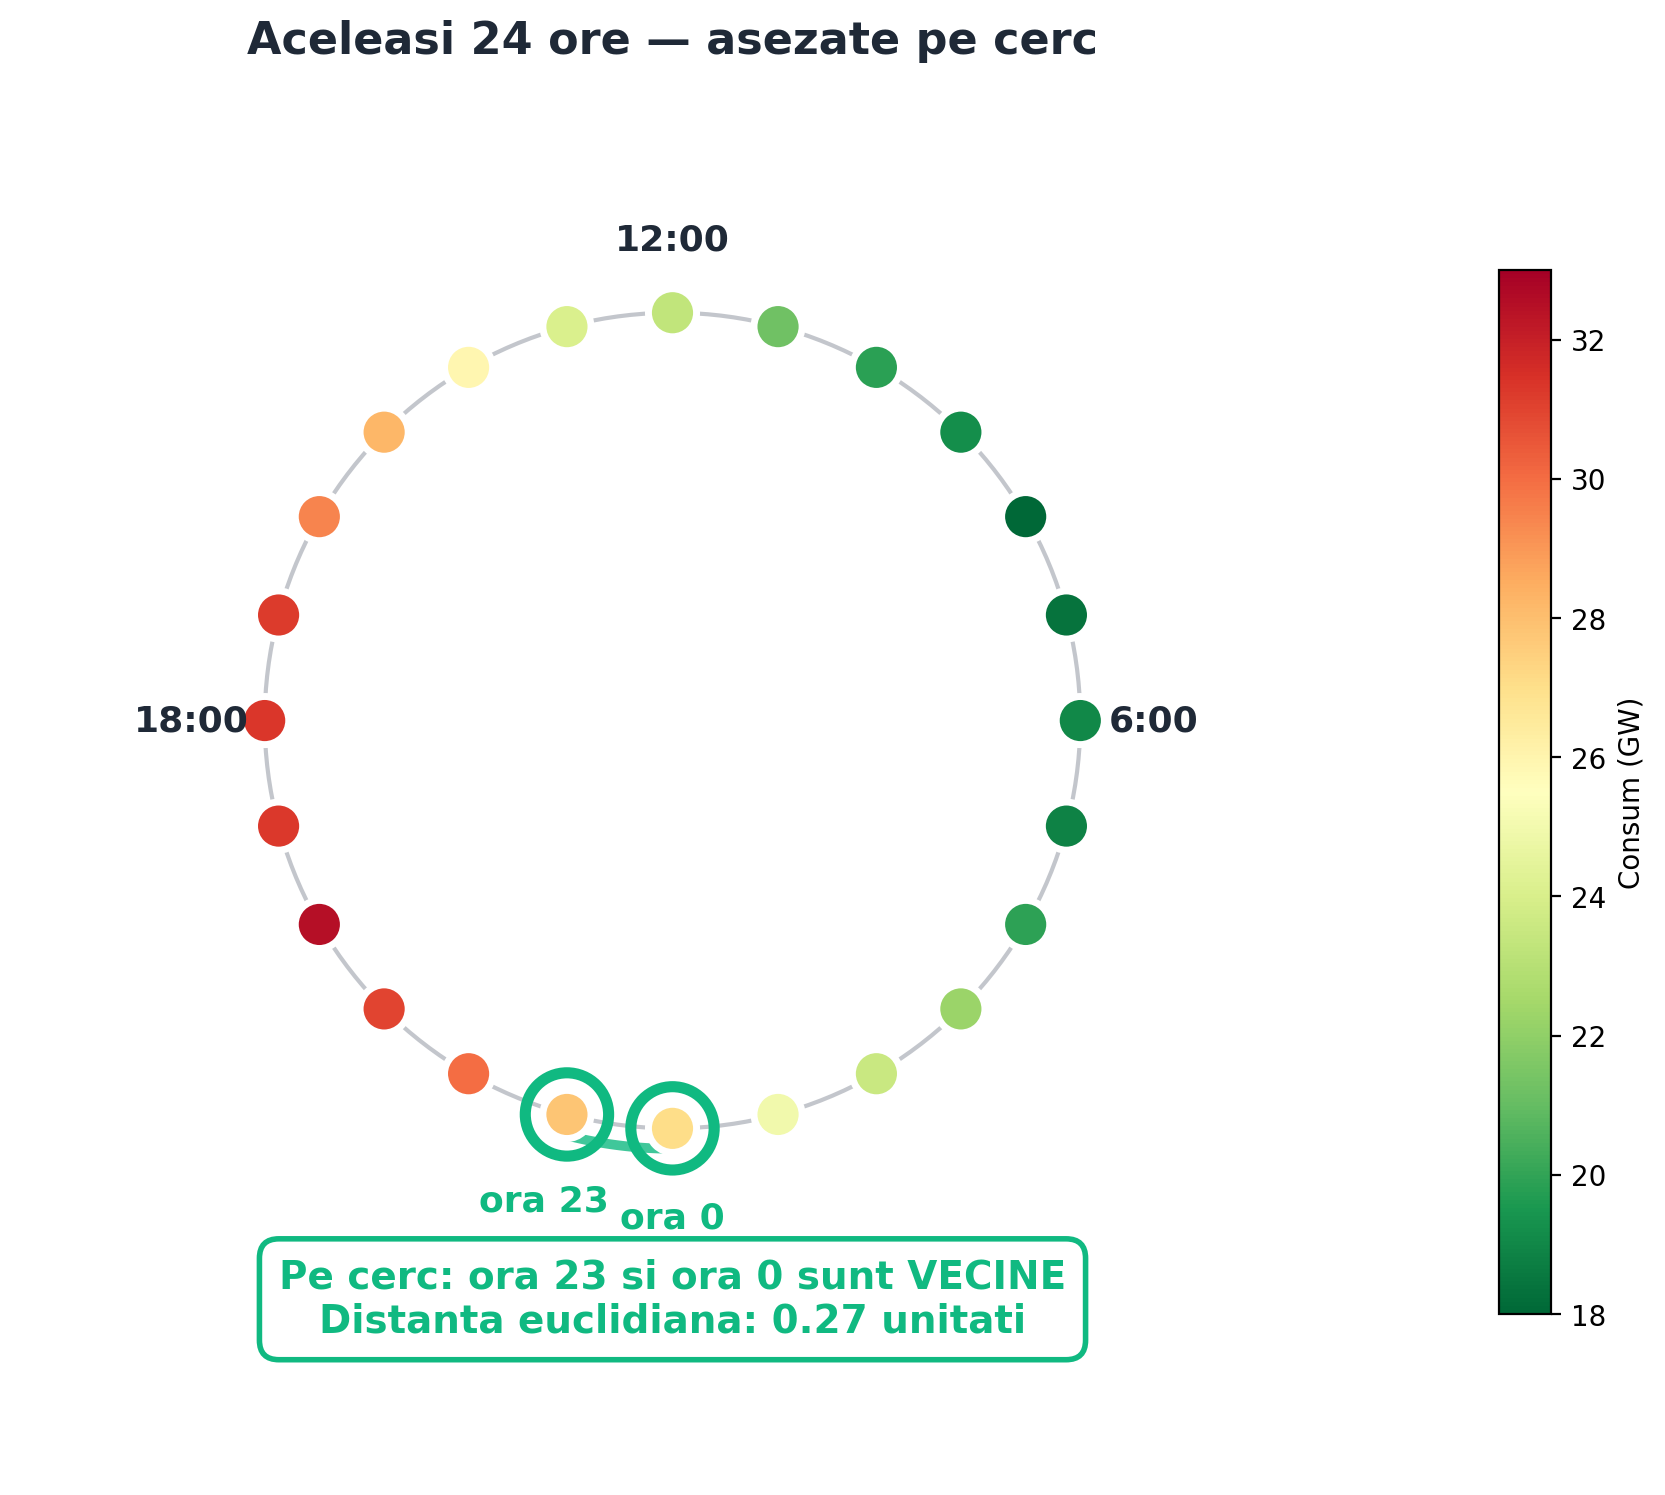 Aceleasi 24 ore — asezate pe cerc
12:00
18:00
6:00
ora 23
ora 0
Pe cerc: ora 23 si ora 0 sunt VECINE
Distanta euclidiana: 0.27 unitati
32
30
28
26
24
22
20
18
Consum (GW)